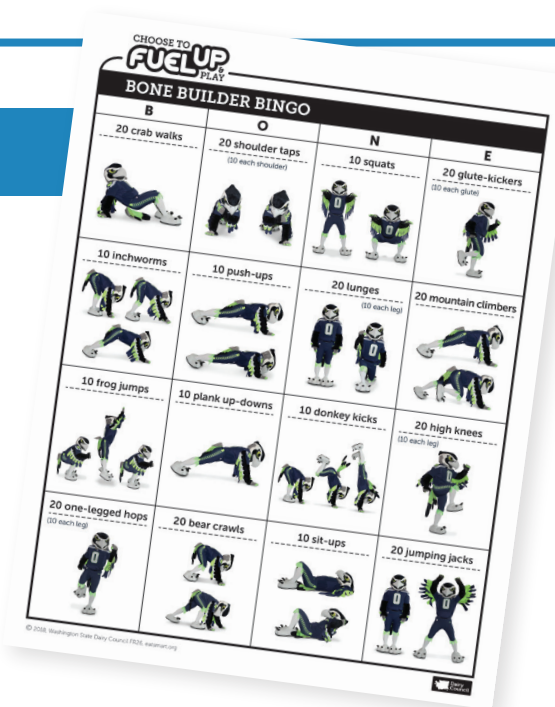 CHOOSE TO
FUEL UP
& PLAY
BONE BUILDER BINGO
B O N E
20 crab walks
20 shoulder taps
(10 each shoulder)
10 squats
20 glute-kickers
(10 each glute)
10 inchworms
10 push-ups
20 lunges
(10 each leg)
20 mountain climbers
10 frog jumps
10 plank up-downs
10 donkey kicks
20 high knees
(10 each leg)
20 one-legged hops
(10 each leg)
20 bear crawls
10 sit-ups
20 jumping jacks
© 2018, Washington State Dairy Council FB26, eatsmart.org
Dairy
Council